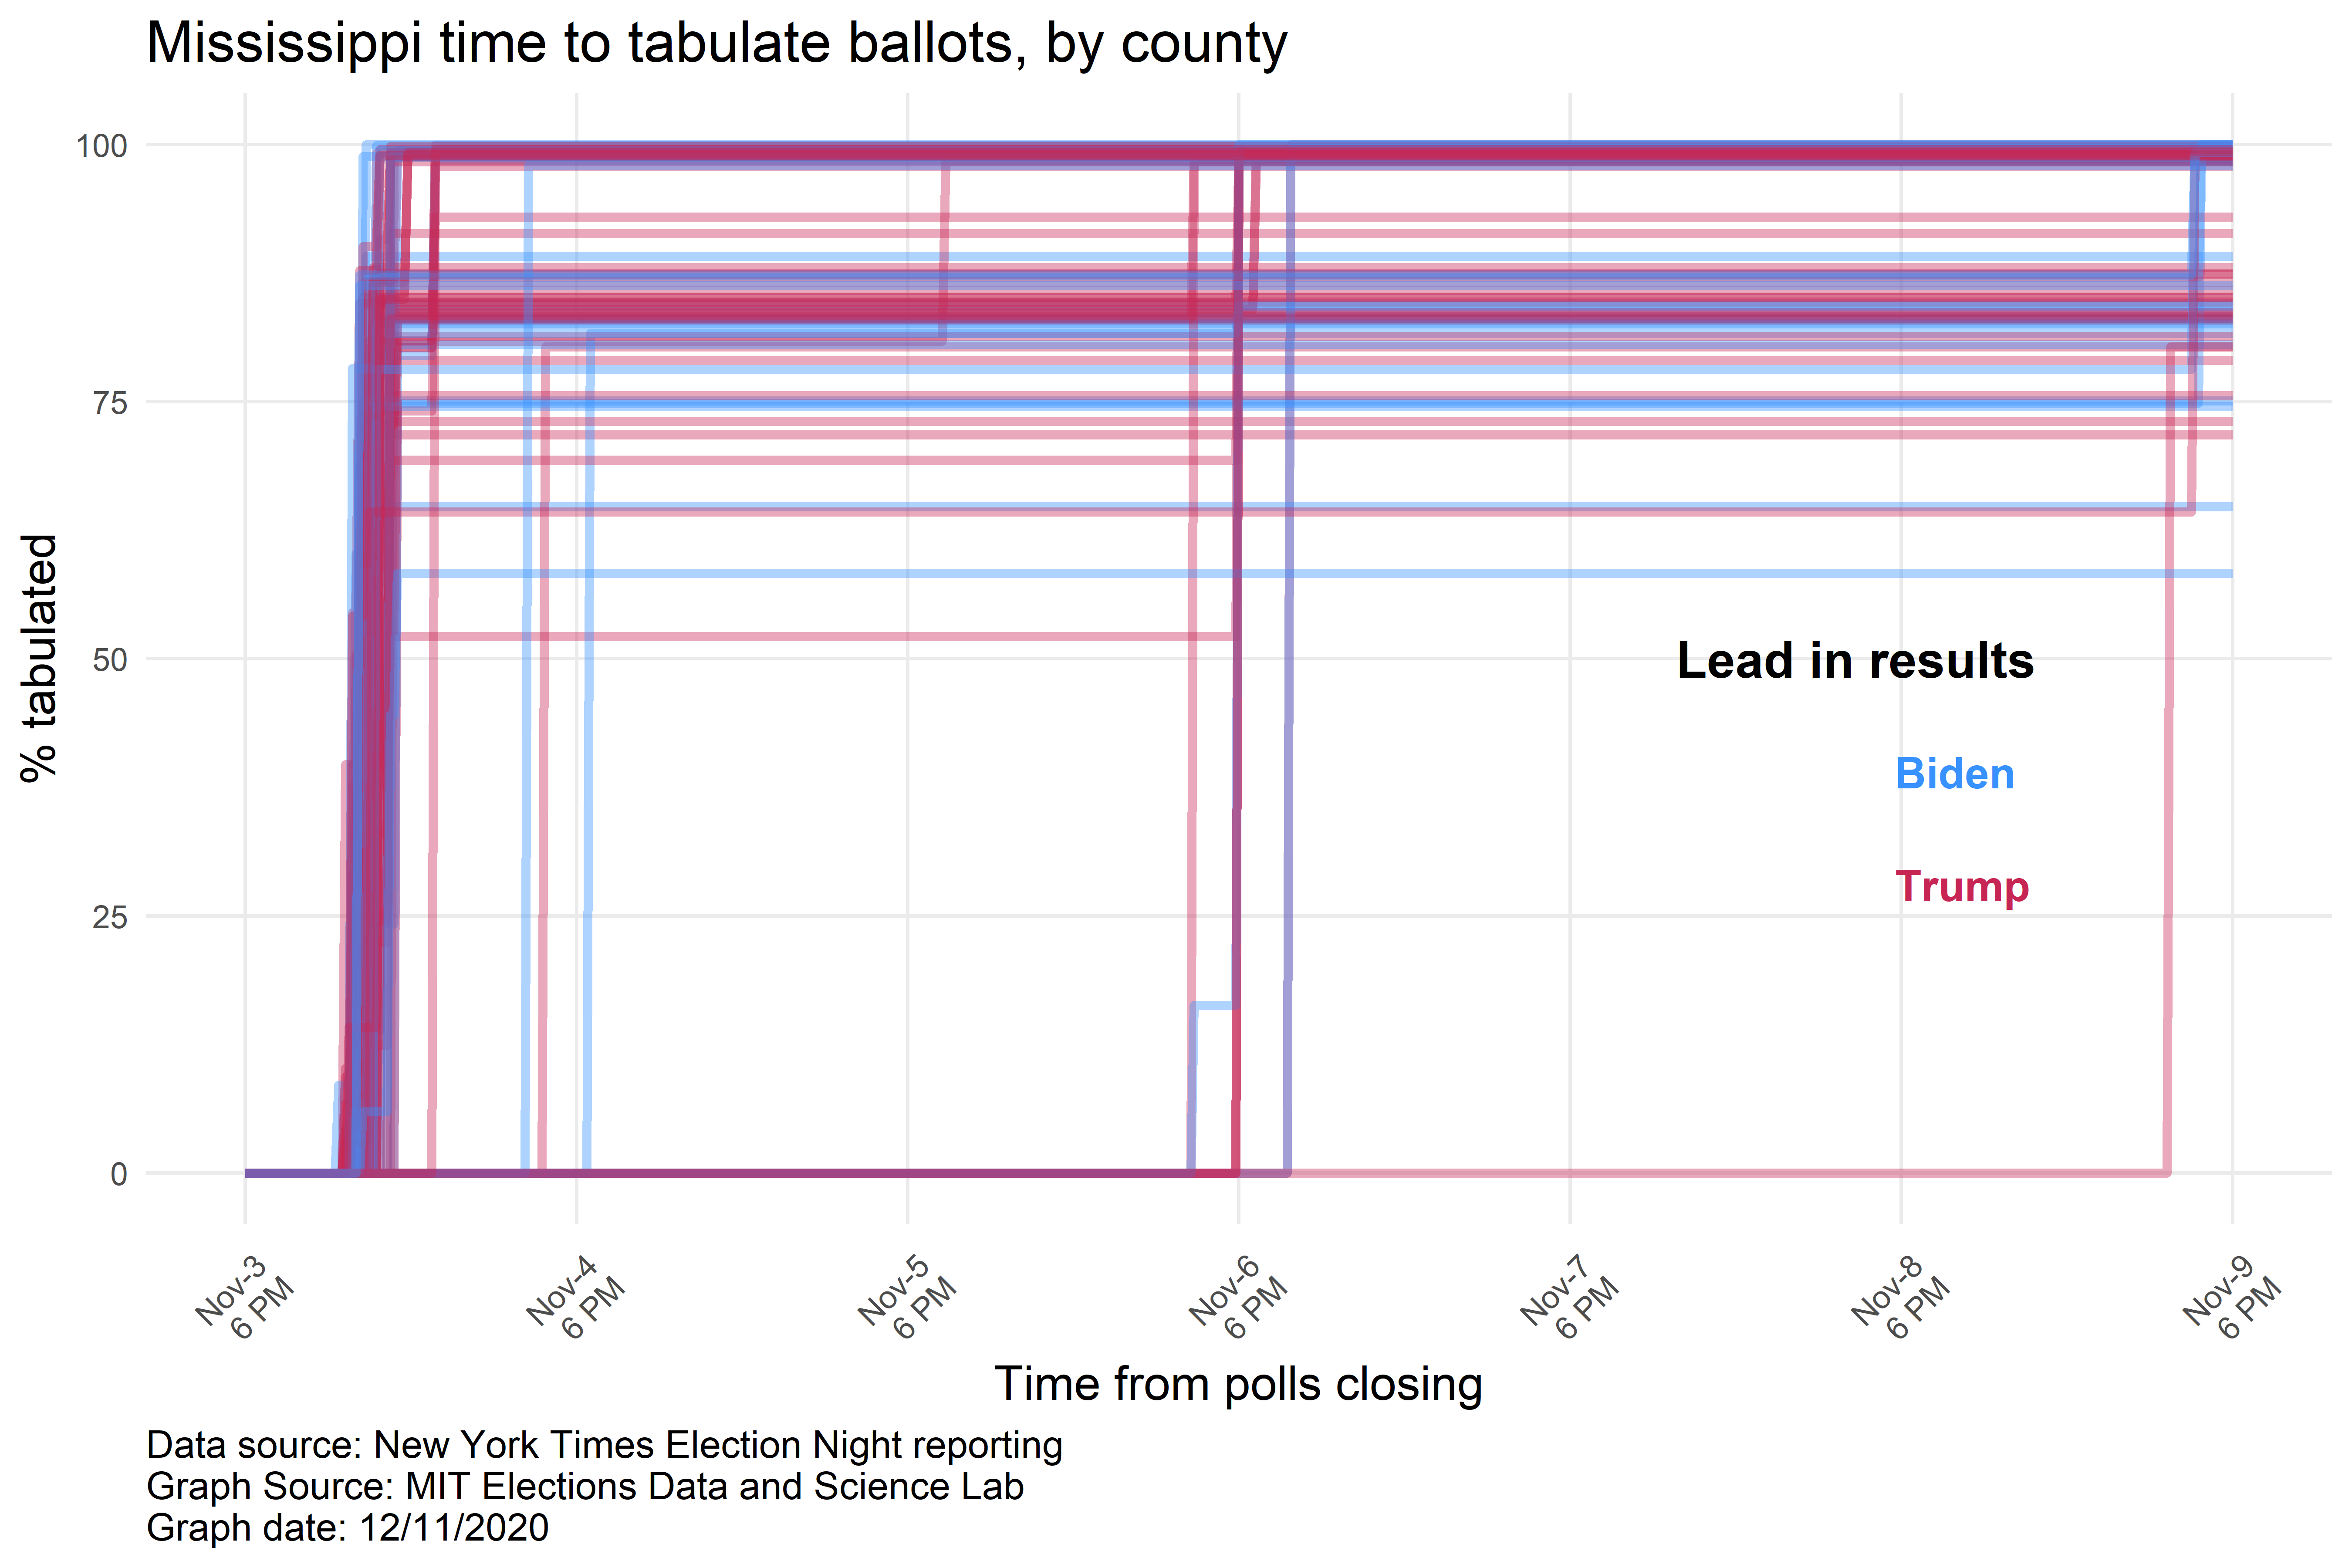 Mississippi time to tabulate ballots, by county
100
75
50
25
0
% tabulated
Lead in results
Biden
Trump
Nov-3
6 PM
Nov-4
6 PM
Nov-5
6 PM
Nov-6
6 PM
Nov-7
6 PM
Nov-8
6 PM
Nov-9
6 PM
Time from polls closing
Data source: New York Times Election Night reporting
Graph Source: MIT Elections Data and Science Lab
Graph date: 12/11/2020